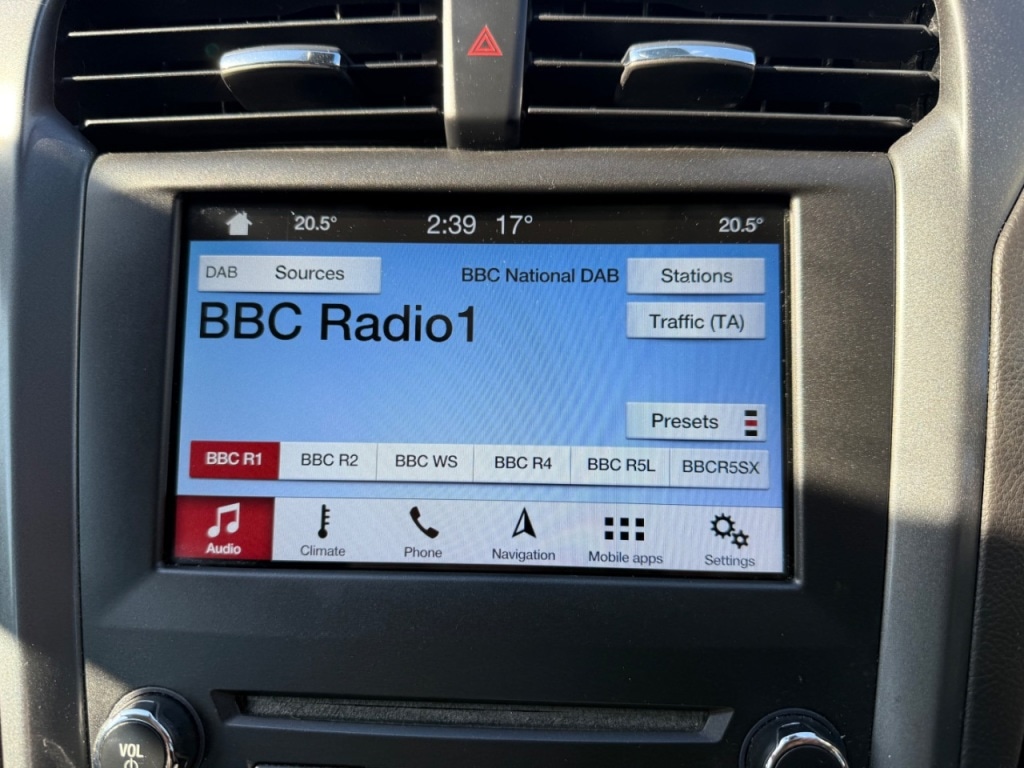 20.5° 2:39 17° 20.5°
DAB Sources BBC National DAB Stations
BBC Radio1 Traffic (TA)
Presets
BBC R1 BBC R2 BBC WS BBC R4 BBC R5L BBCR5SX
Audio Climate Phone Navigation Mobile apps Settings
VOL